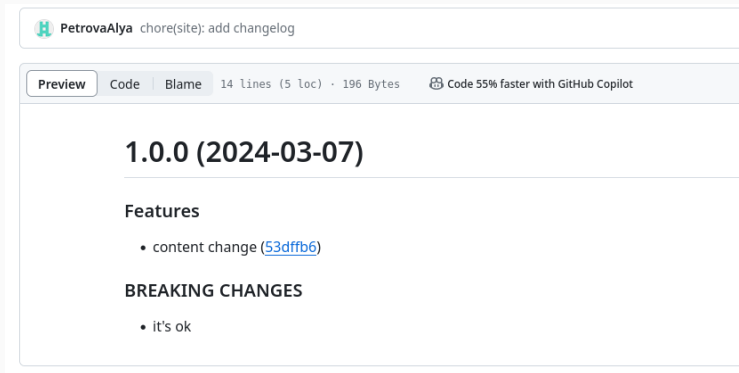 PetrovaAlya chore(site): add changelog
Preview Code Blame 14 lines (5 loc) · 196 Bytes Code 55% faster with GitHub Copilot
1.0.0 (2024-03-07)
Features
• content change (53dffb6)
BREAKING CHANGES
• it's ok